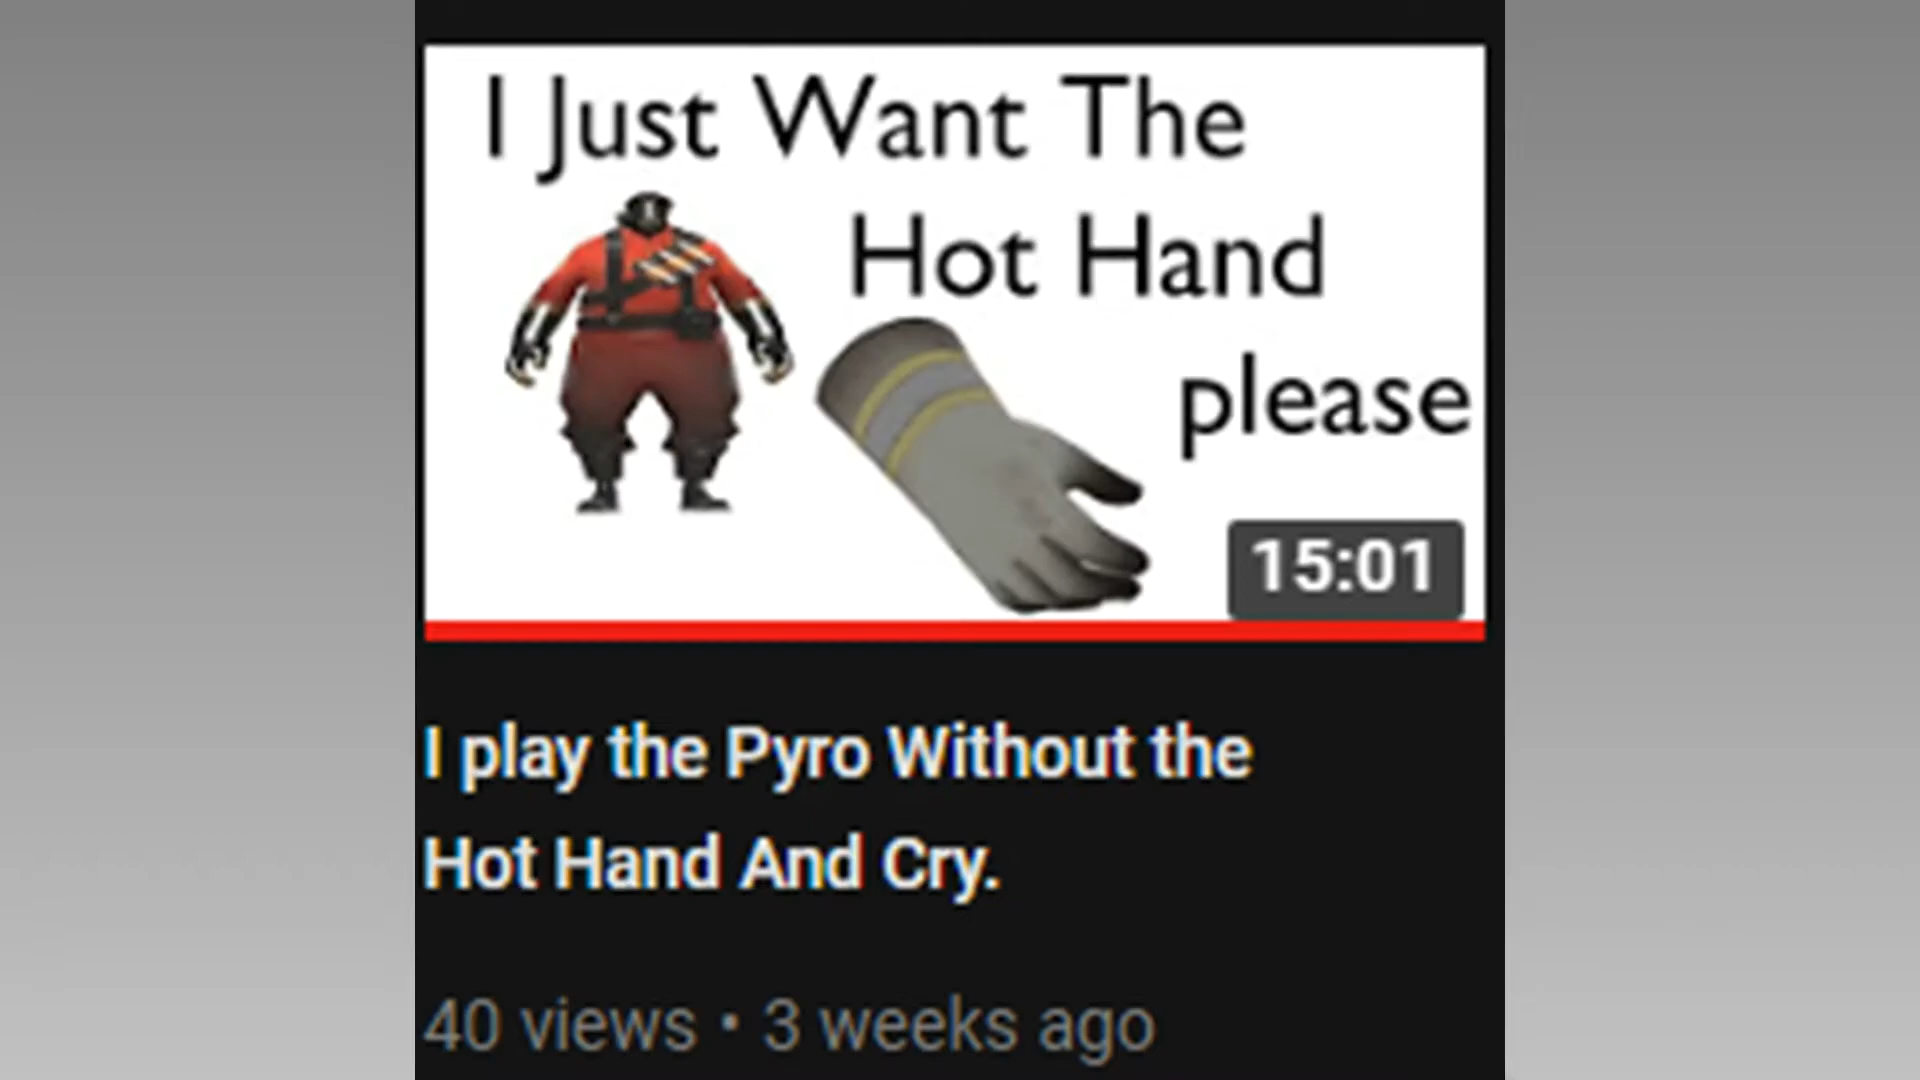 I Just Want The
Hot Hand
please
15:01
I play the Pyro Without the
Hot Hand And Cry.
40 views • 3 weeks ago